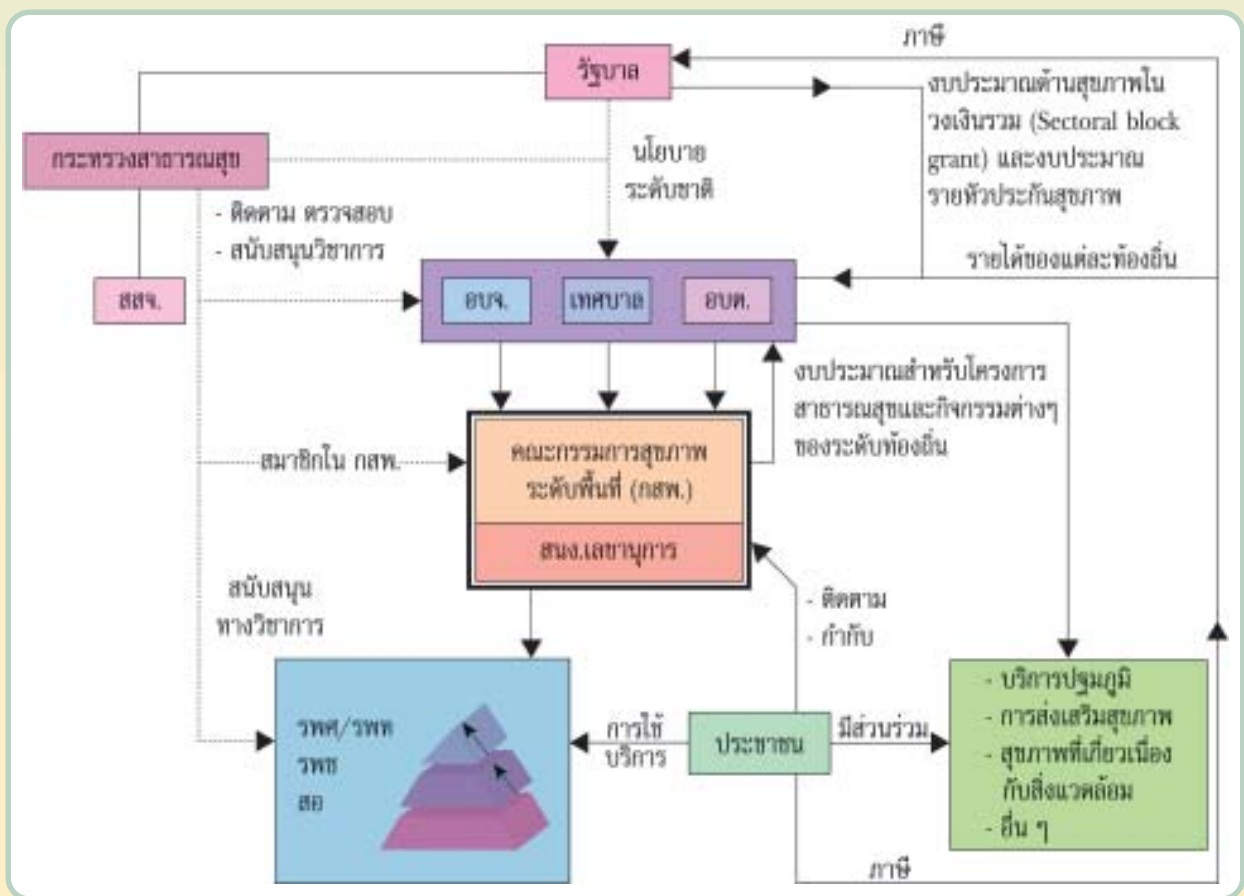 ภาษี
รัฐบาล
งบประมาณด้านสุขภาพใน
วงเงินรวม (Sectoral block
grant) และงบประมาณ
รายหัวประกันสุขภาพ
กระทรวงสาธารณสุข
นโยบาย
ระดับชาติ
- ติดตาม ตรวจสอบ
- สนับสนุนวิชาการ
รายได้ของแต่ละท้องถิ่น
สสจ.
อบจ.
เทศบาล
อบต.
งบประมาณสำหรับโครงการ
สาธารณสุขและกิจกรรมต่างๆ
ของระดับท้องถิ่น
สมาชิกใน กสพ.
คณะกรรมการสุขภาพ
ระดับพื้นที่ (กสพ.)
สนง.เลขานุการ
สนับสนุน
ทางวิชาการ
- ติดตาม
- กำกับ
รพศ/รพท
รพช
สอ
การใช้
บริการ
ประชาชน
มีส่วนร่วม
- บริการปฐมภูมิ
- การส่งเสริมสุขภาพ
- สุขภาพที่เกี่ยวเนื่อง
กับสิ่งแวดล้อม
- อื่น ๆ
ภาษี